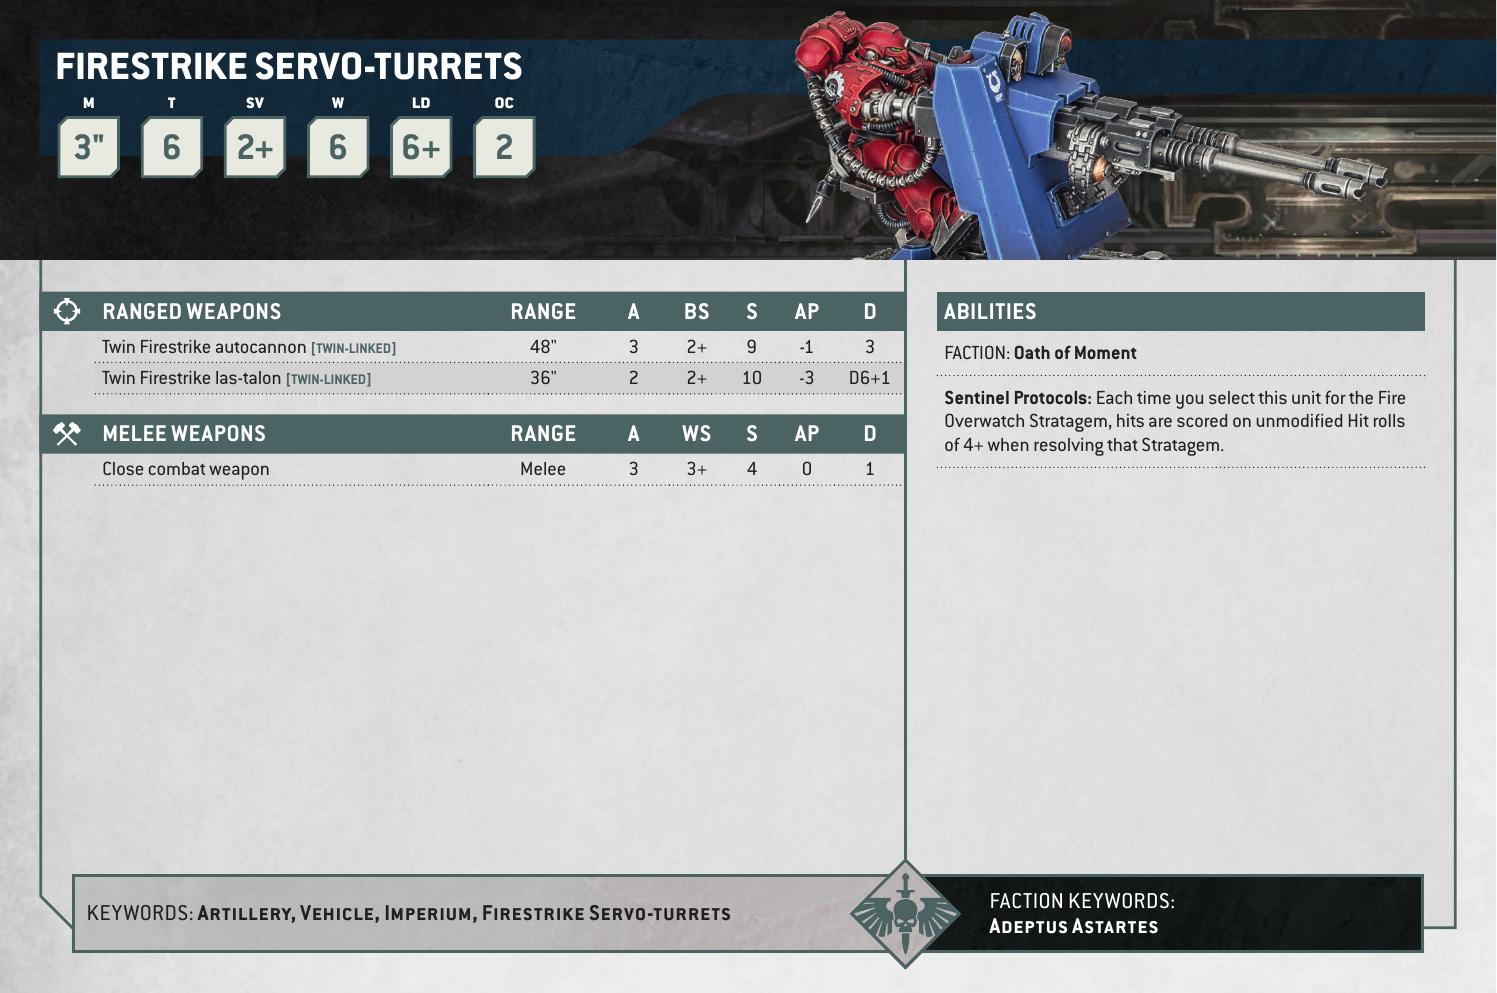 FIRESTRIKE SERVO-TURRETS
M T SV W LD OC
3" 6 2+ 6 6+ 2
RANGED WEAPONS RANGE A BS S AP D
Twin Firestrike autocannon [TWIN-LINKED] 48" 3 2+ 9 -1 3
Twin Firestrike las-talon [TWIN-LINKED] 36" 2 2+ 10 -3 D6+1
MELEE WEAPONS RANGE A WS S AP D
Close combat weapon Melee 3 3+ 4 0 1
ABILITIES
FACTION: Oath of Moment
Sentinel Protocols: Each time you select this unit for the Fire
Overwatch Stratagem, hits are scored on unmodified Hit rolls
of 4+ when resolving that Stratagem.
KEYWORDS: ARTILLERY, VEHICLE, IMPERIUM, FIRESTRIKE SERVO-TURRETS
FACTION KEYWORDS:
ADEPTUS ASTARTES